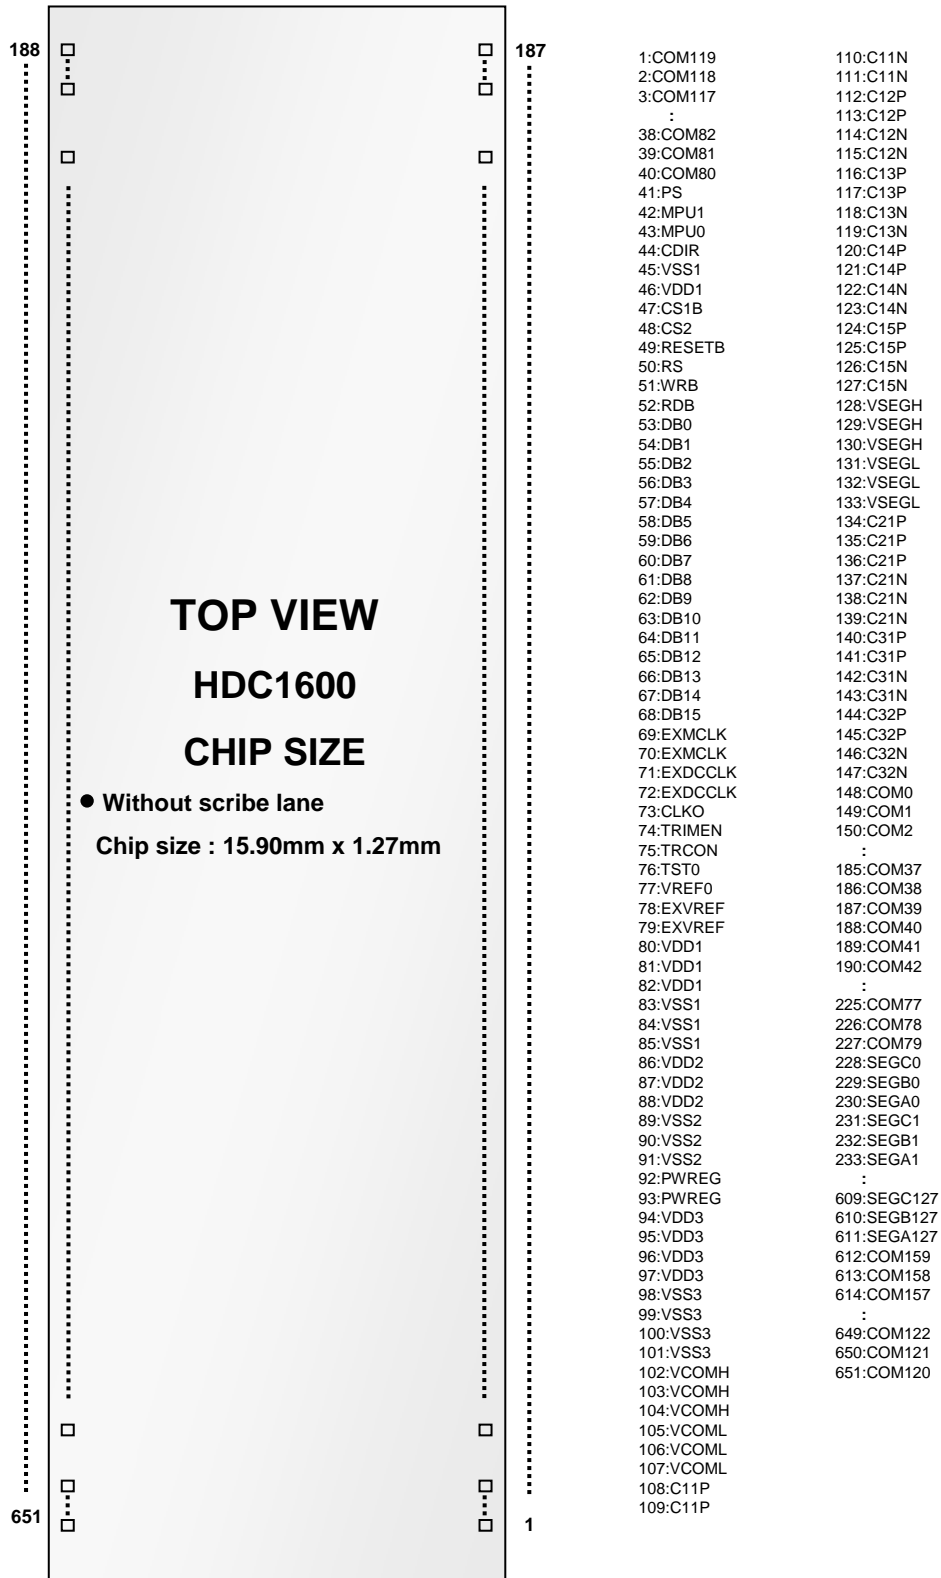 188
187
TOP VIEW
HDC1600
CHIP SIZE
● Without scribe lane
Chip size : 15.90mm x 1.27mm
651
1
1:COM119
2:COM118
3:COM117
:
38:COM82
39:COM81
40:COM80
41:PS
42:MPU1
43:MPU0
44:CDIR
45:VSS1
46:VDD1
47:CS1B
48:CS2
49:RESETB
50:RS
51:WRB
52:RDB
53:DB0
54:DB1
55:DB2
56:DB3
57:DB4
58:DB5
59:DB6
60:DB7
61:DB8
62:DB9
63:DB10
64:DB11
65:DB12
66:DB13
67:DB14
68:DB15
69:EXMCLK
70:EXMCLK
71:EXDCCLK
72:EXDCCLK
73:CLKO
74:TRIMEN
75:TRCON
76:TST0
77:VREF0
78:EXVREF
79:EXVREF
80:VDD1
81:VDD1
82:VDD1
83:VSS1
84:VSS1
85:VSS1
86:VDD2
87:VDD2
88:VDD2
89:VSS2
90:VSS2
91:VSS2
92:PWREG
93:PWREG
94:VDD3
95:VDD3
96:VDD3
97:VDD3
98:VSS3
99:VSS3
100:VSS3
101:VSS3
102:VCOMH
103:VCOMH
104:VCOMH
105:VCOML
106:VCOML
107:VCOML
108:C11P
109:C11P
110:C11N
111:C11N
112:C12P
113:C12P
114:C12N
115:C12N
116:C13P
117:C13P
118:C13N
119:C13N
120:C14P
121:C14P
122:C14N
123:C14N
124:C15P
125:C15P
126:C15N
127:C15N
128:VSEGH
129:VSEGH
130:VSEGH
131:VSEGL
132:VSEGL
133:VSEGL
134:C21P
135:C21P
136:C21P
137:C21N
138:C21N
139:C21N
140:C31P
141:C31P
142:C31N
143:C31N
144:C32P
145:C32P
146:C32N
147:C32N
148:COM0
149:COM1
150:COM2
:
185:COM37
186:COM38
187:COM39
188:COM40
189:COM41
190:COM42
:
225:COM77
226:COM78
227:COM79
228:SEGC0
229:SEGB0
230:SEGA0
231:SEGC1
232:SEGB1
233:SEGA1
:
609:SEGC127
610:SEGB127
611:SEGA127
612:COM159
613:COM158
614:COM157
:
649:COM122
650:COM121
651:COM120